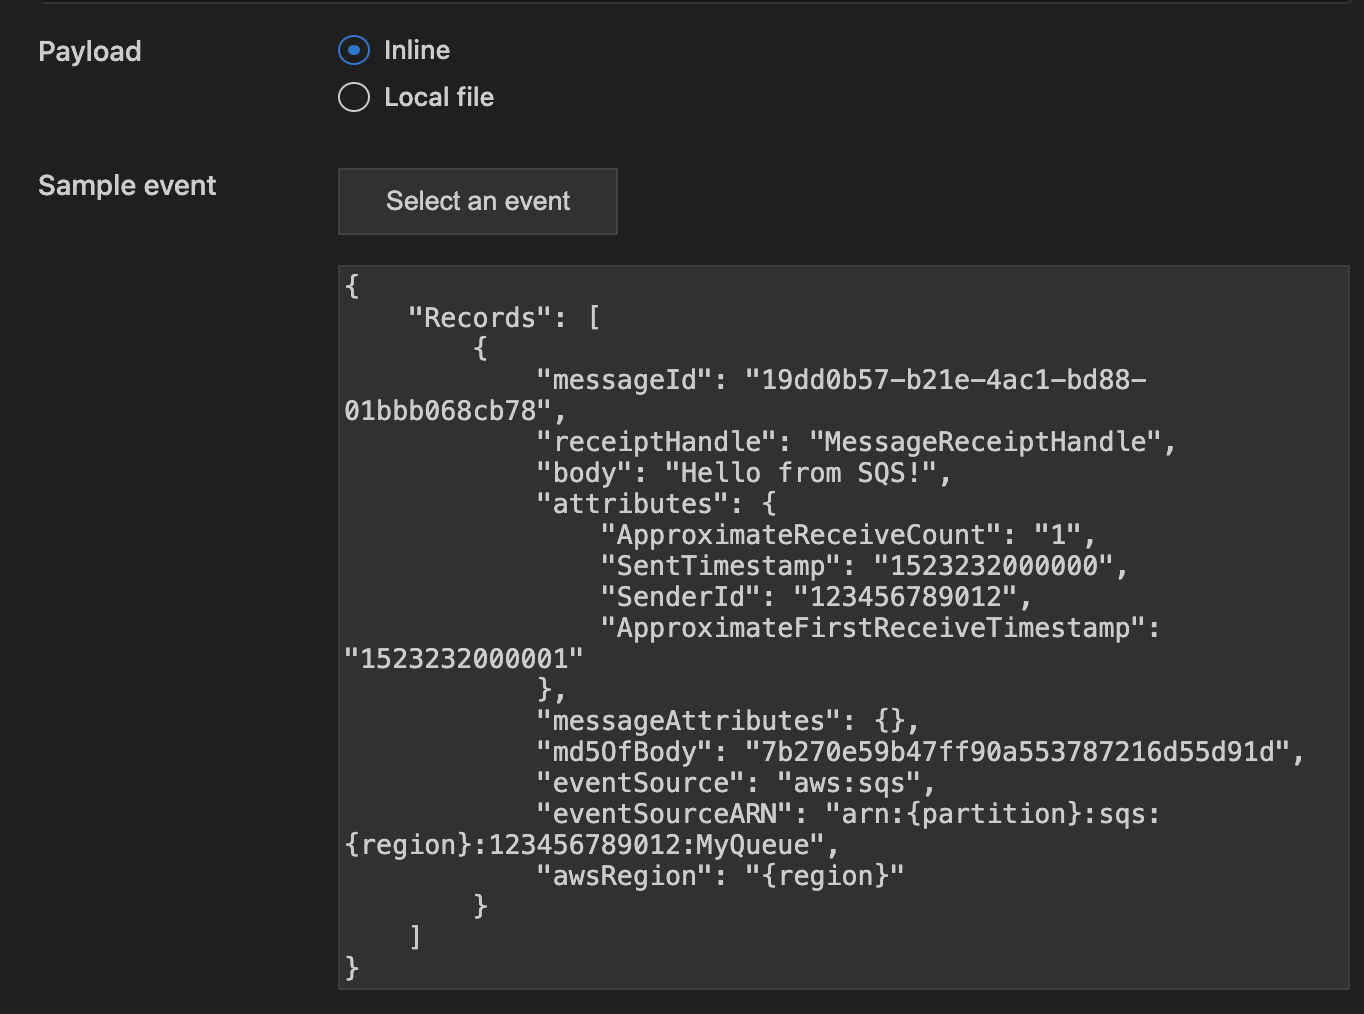 Payload
Inline
Local file
Sample event
Select an event
{
    "Records": [
        {
            "messageId": "19dd0b57-b21e-4ac1-bd88-
01bbb068cb78",
            "receiptHandle": "MessageReceiptHandle",
            "body": "Hello from SQS!",
            "attributes": {
                "ApproximateReceiveCount": "1",
                "SentTimestamp": "1523232000000",
                "SenderId": "123456789012",
                "ApproximateFirstReceiveTimestamp":
"1523232000001"
            },
            "messageAttributes": {},
            "md5OfBody": "7b270e59b47ff90a553787216d55d91d",
            "eventSource": "aws:sqs",
            "eventSourceARN": "arn:{partition}:sqs:
{region}:123456789012:MyQueue",
            "awsRegion": "{region}"
        }
    ]
}